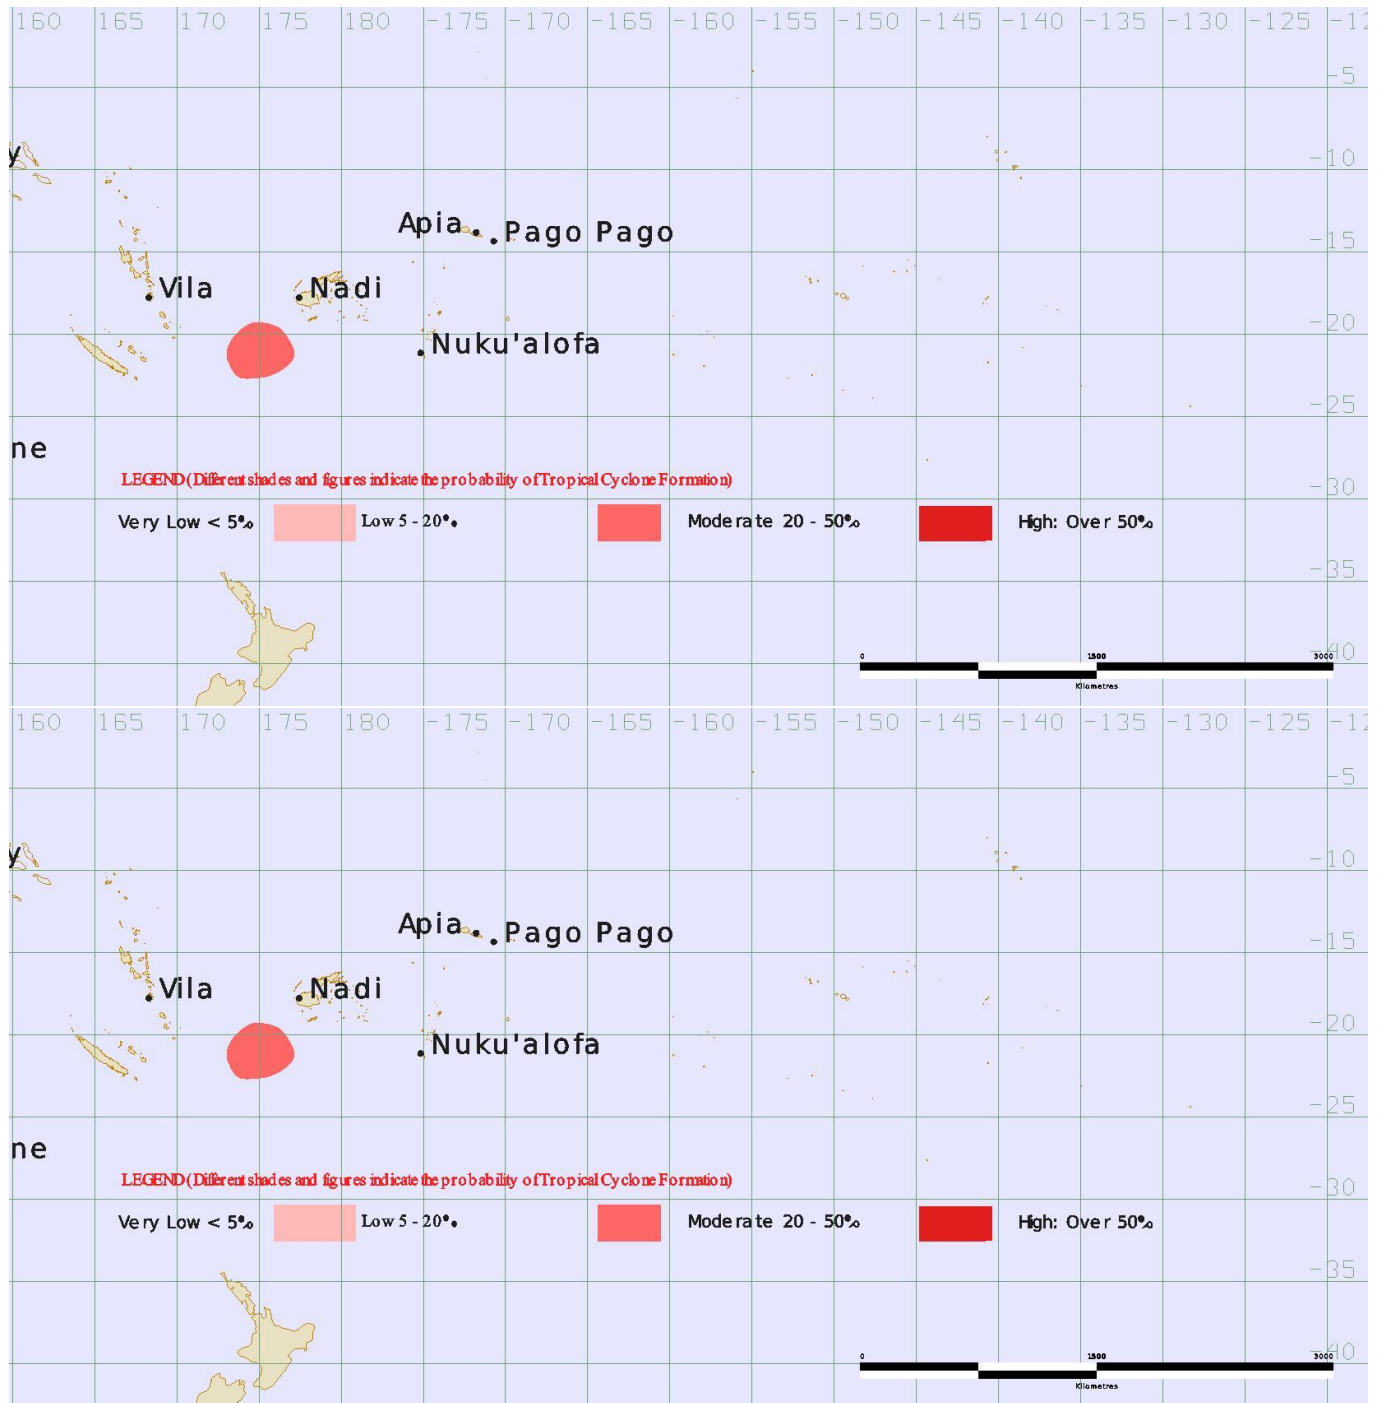 160 165 170 175 180 -175 -170 -165 -160 -155 -150 -145 -140 -135 -130 -125 -12
-5
y
-10
Apia
Pago Pago
-15
Vila
Nadi
-20
Nuku'alofa
-25
ne
LEGEND(Different shades and figures indicate the probability of Tropical Cyclone Formation)
-30
Very Low < 5% Low 5 - 20% Moderate 20 - 50% High: Over 50%
-35
0 1500 3000
-40
Kilometres
160 165 170 175 180 -175 -170 -165 -160 -155 -150 -145 -140 -135 -130 -125 -12
-5
y
-10
Apia
Pago Pago
-15
Vila
Nadi
-20
Nuku'alofa
-25
ne
LEGEND(Different shades and figures indicate the probability of Tropical Cyclone Formation)
-30
Very Low < 5% Low 5 - 20% Moderate 20 - 50% High: Over 50%
-35
0 1500 3000
-40
Kilometres